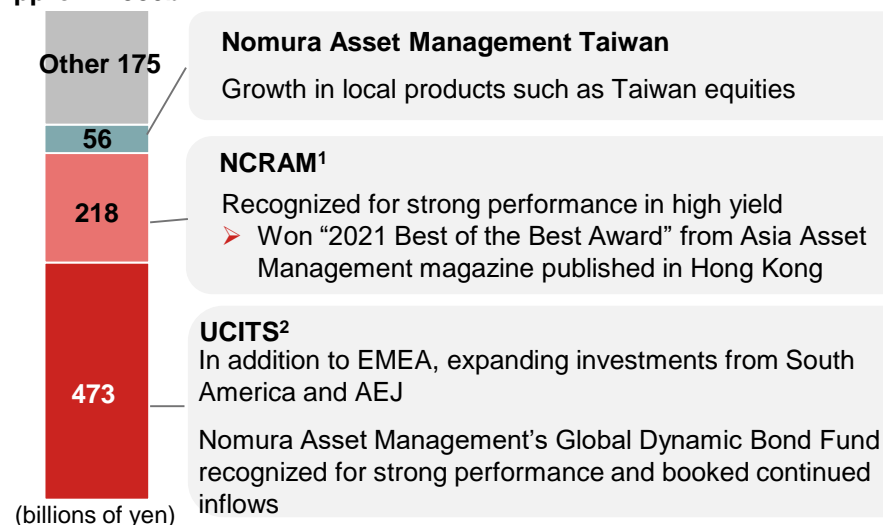 Other 175
56
218
473
(billions of yen)
Nomura Asset Management Taiwan
Growth in local products such as Taiwan equities
NCRAM¹
Recognized for strong performance in high yield
➢ Won “2021 Best of the Best Award” from Asia Asset
Management magazine published in Hong Kong
UCITS²
In addition to EMEA, expanding investments from South
America and AEJ
Nomura Asset Management’s Global Dynamic Bond Fund
recognized for strong performance and booked continued
inflows